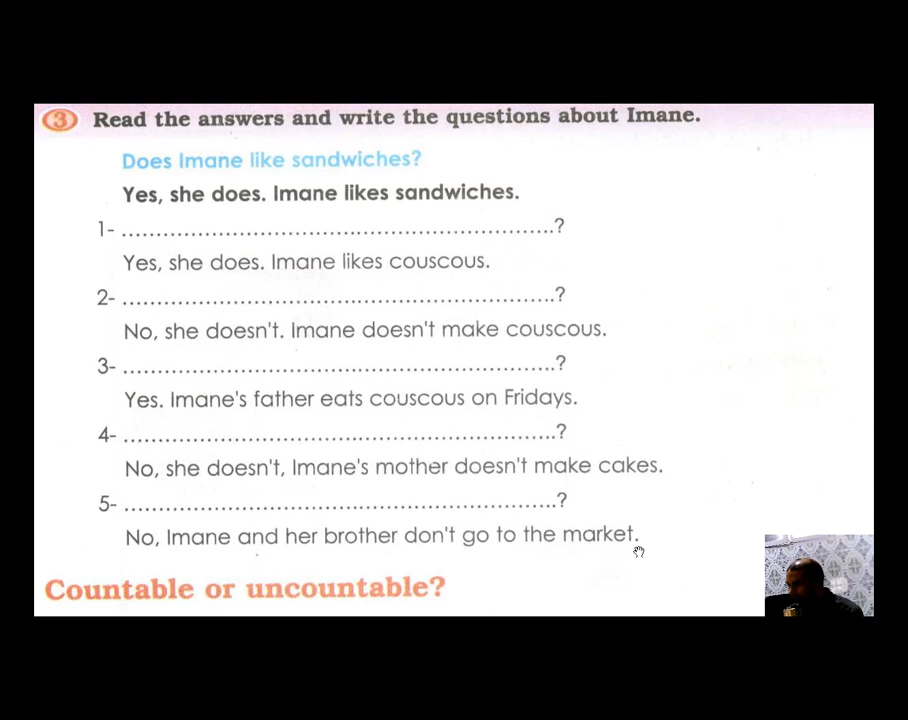 3 Read the answers and write the questions about Imane.
Does Imane like sandwiches?
Yes, she does. Imane likes sandwiches.
1- ..............................................................?
Yes, she does. Imane likes couscous.
2- ..............................................................?
No, she doesn't. Imane doesn't make couscous.
3- ..............................................................?
Yes. Imane's father eats couscous on Fridays.
4- ..............................................................?
No, she doesn't, Imane's mother doesn't make cakes.
5- ..............................................................?
No, Imane and her brother don't go to the market.
Countable or uncountable?